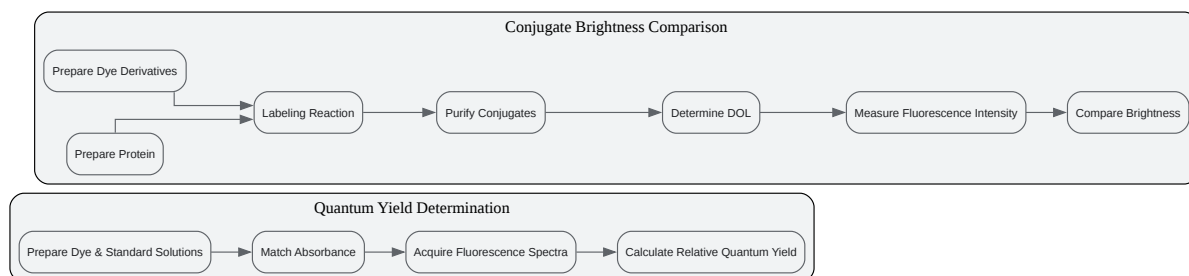 Conjugate Brightness Comparison
Prepare Dye Derivatives
Prepare Protein
Labeling Reaction
Purify Conjugates
Determine DOL
Measure Fluorescence Intensity
Compare Brightness
Quantum Yield Determination
Prepare Dye & Standard Solutions
Match Absorbance
Acquire Fluorescence Spectra
Calculate Relative Quantum Yield